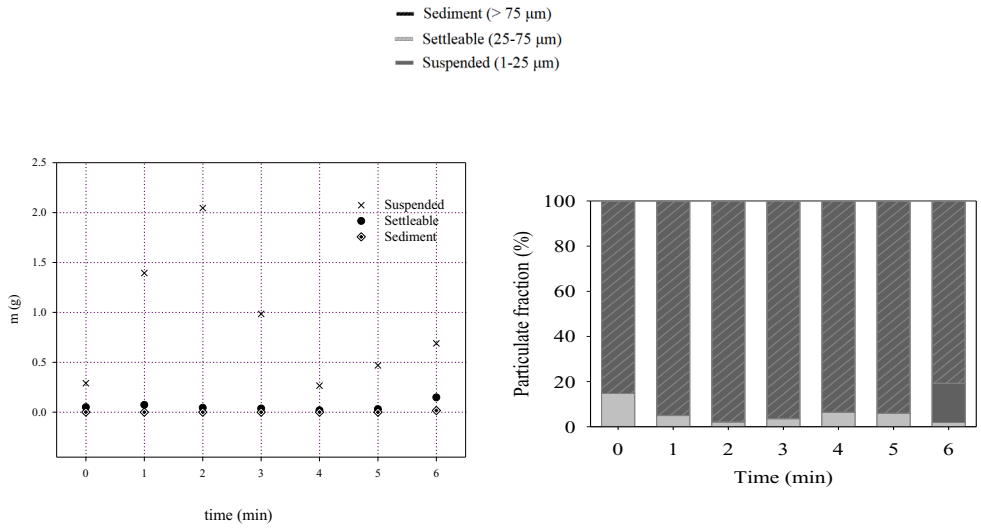 Sediment (> 75 μm)
Settleable (25-75 μm)
Suspended (1-25 μm)
2.5
2.0
1.5
1.0
0.5
0.0
m (g)
Suspended
Settleable
Sediment
0 1 2 3 4 5 6
time (min)
100
80
60
40
20
0
Particulate fraction (%)
0 1 2 3 4 5 6
Time (min)